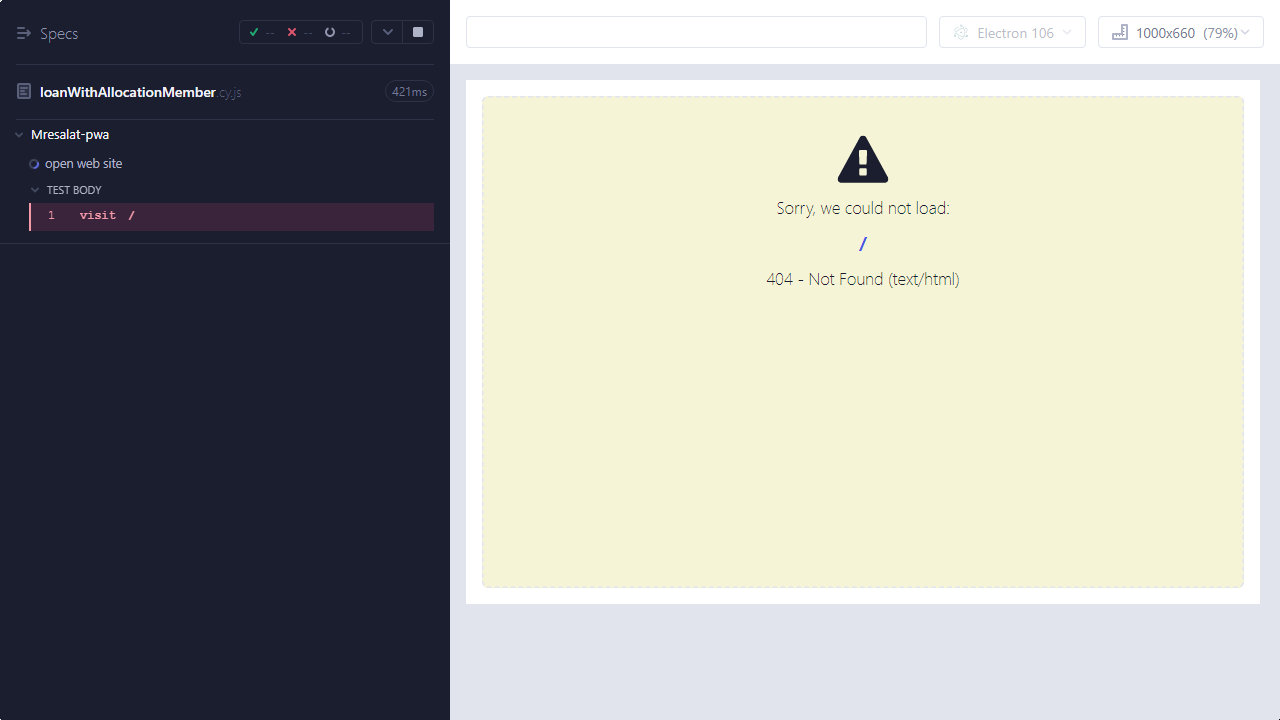 Specs
--
--
--
loanWithAllocationMember.cy.js
421ms
Mresalat-pwa
open web site
TEST BODY
1 visit /
Electron 106
1000x660 (79%)
Sorry, we could not load:
/
404 - Not Found (text/html)